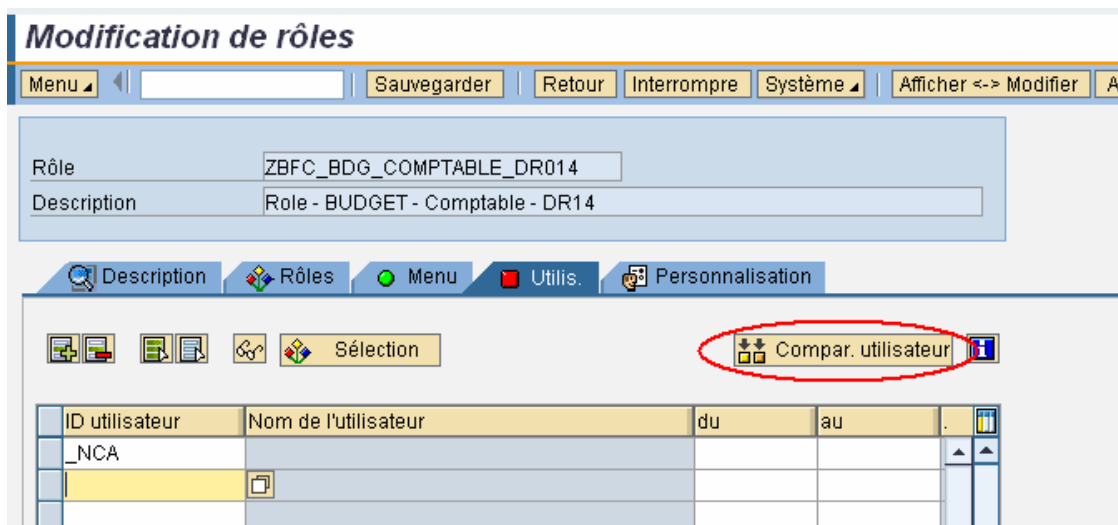 Modification de rôles
Menu Sauvegarder Retour Interrompre Système Afficher <-> Modifier A
Rôle ZBFC_BDG_COMPTABLE_DR014
Description Role - BUDGET - Comptable - DR14
Description Rôles Menu Utilis. Personnalisation
Sélection Compar. utilisateur
ID utilisateur Nom de l'utilisateur du au .
_NCA